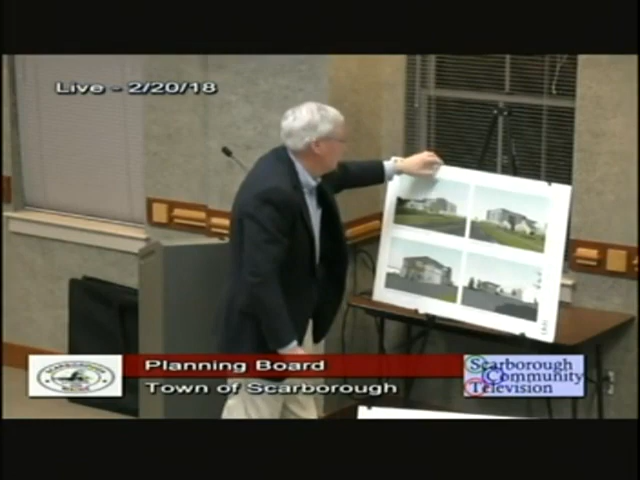 Live - 2/20/18
Planning Board
Town of Scarborough
Scarborough
Community
Television